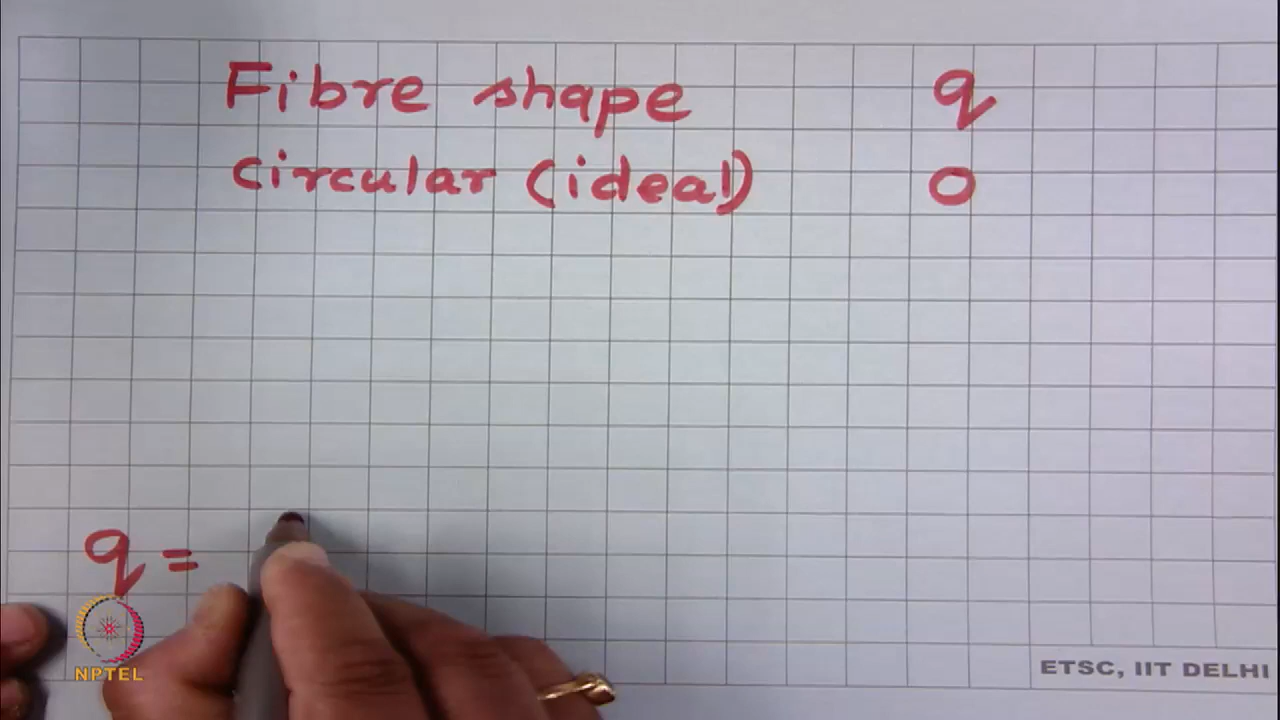 Fibre shape q
Circular (ideal) 0
q =
NPTEL
ETSC, IIT DELHI